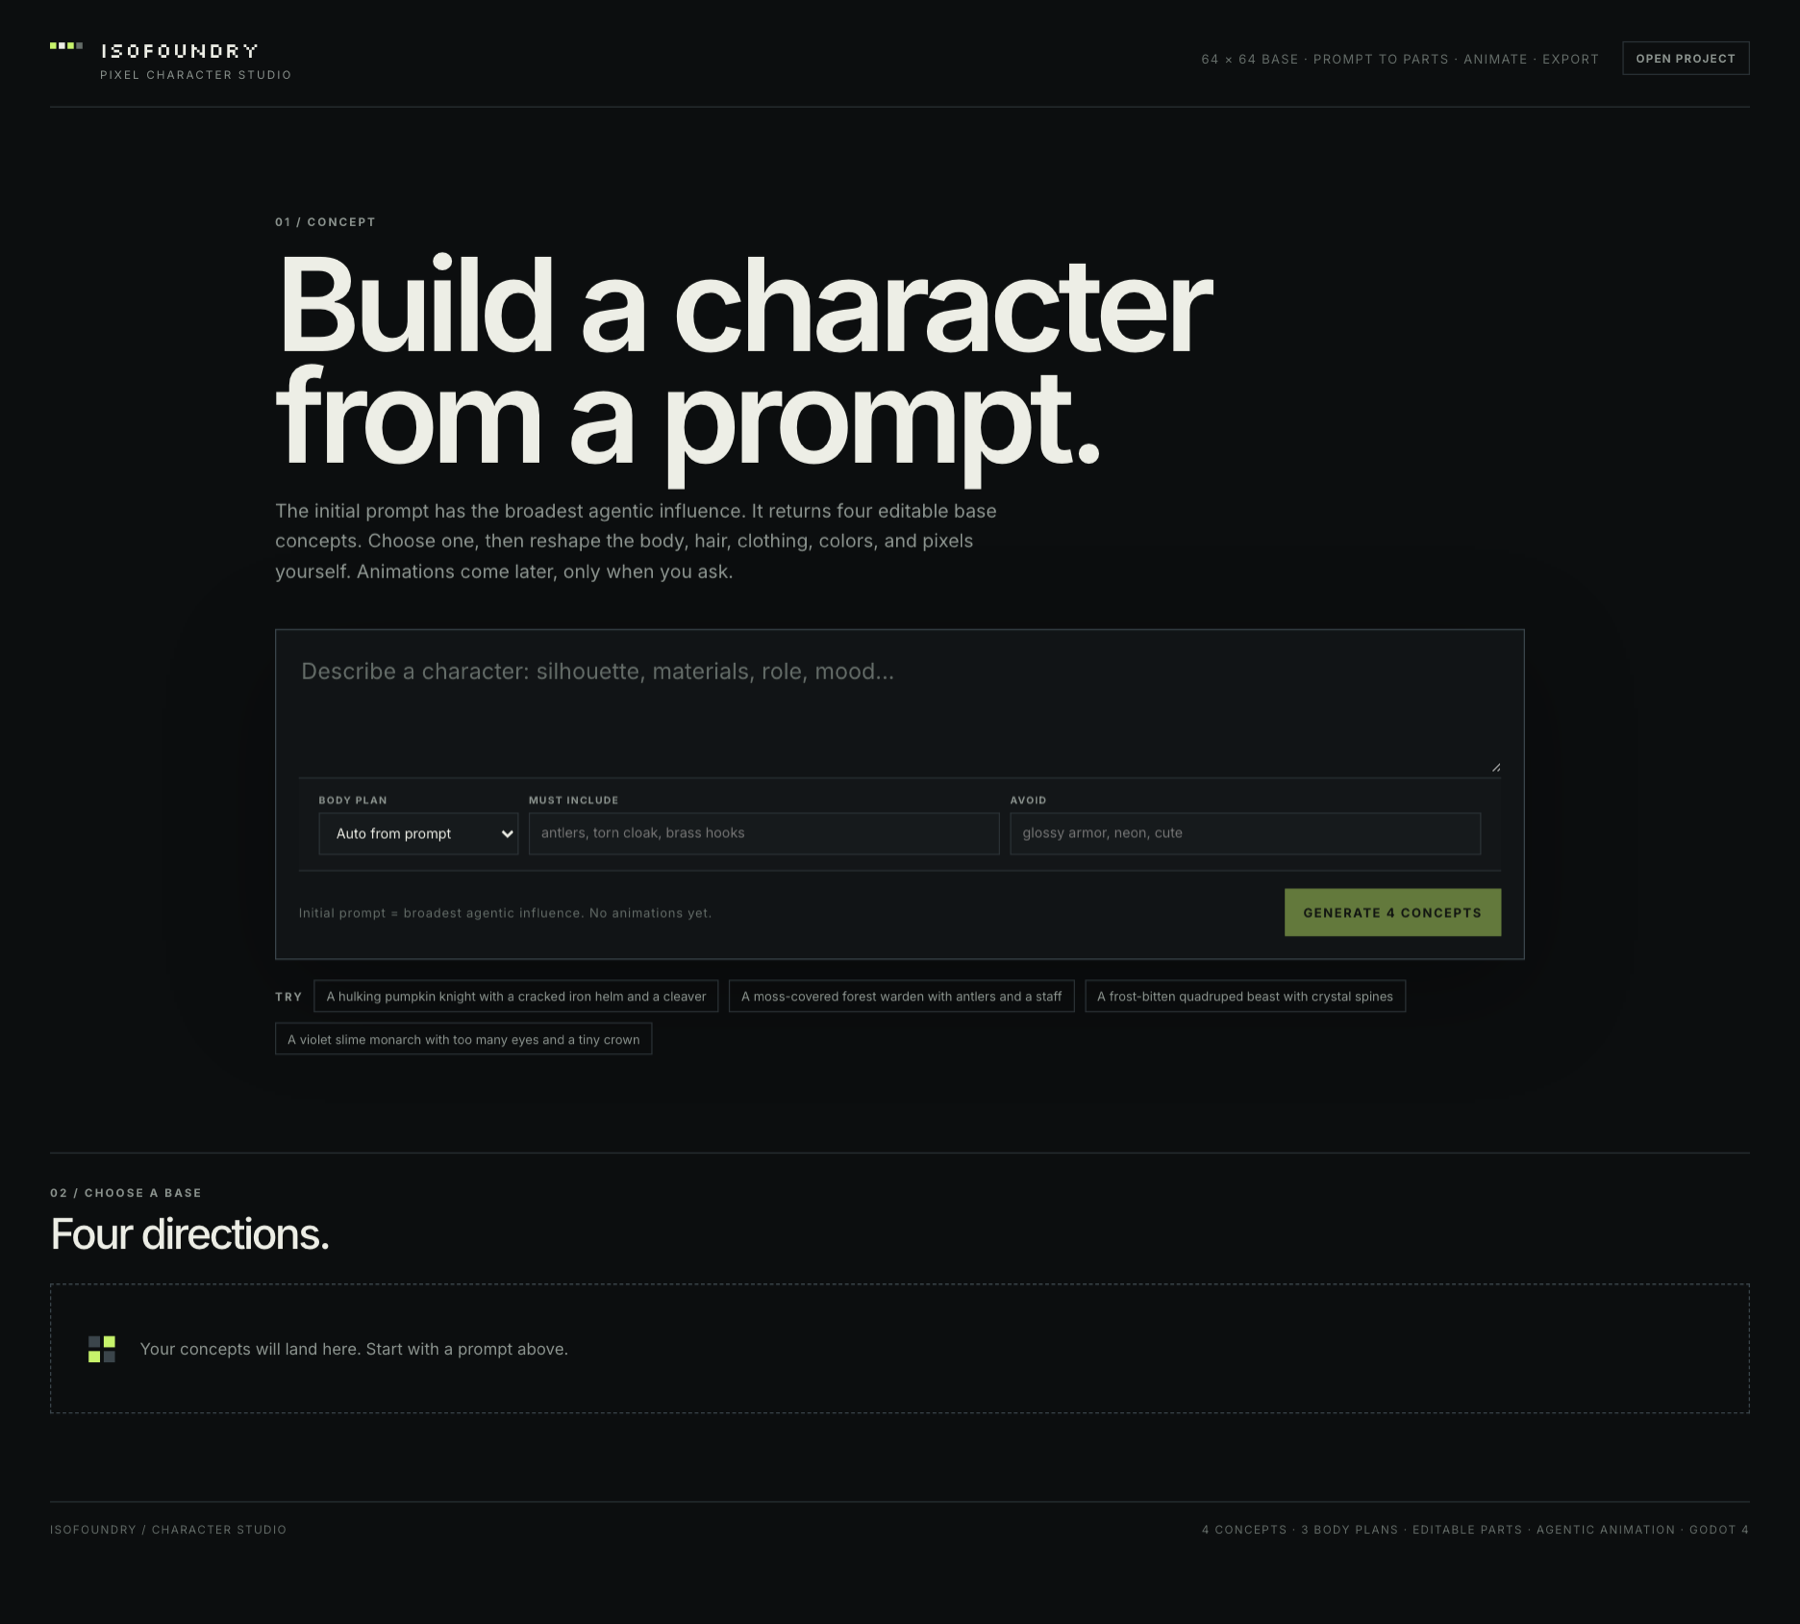 ISOFOUNDRY
PIXEL CHARACTER STUDIO
64 × 64 BASE · PROMPT TO PARTS · ANIMATE · EXPORT
OPEN PROJECT
01 / CONCEPT
Build a character
from a prompt.
The initial prompt has the broadest agentic influence. It returns four editable base
concepts. Choose one, then reshape the body, hair, clothing, colors, and pixels
yourself. Animations come later, only when you ask.
Describe a character: silhouette, materials, role, mood...
BODY PLAN
MUST INCLUDE
AVOID
Auto from prompt
antlers, torn cloak, brass hooks
glossy armor, neon, cute
Initial prompt = broadest agentic influence. No animations yet.
GENERATE 4 CONCEPTS
TRY
A hulking pumpkin knight with a cracked iron helm and a cleaver
A moss-covered forest warden with antlers and a staff
A frost-bitten quadruped beast with crystal spines
A violet slime monarch with too many eyes and a tiny crown
02 / CHOOSE A BASE
Four directions.
Your concepts will land here. Start with a prompt above.
ISOFOUNDRY / CHARACTER STUDIO
4 CONCEPTS · 3 BODY PLANS · EDITABLE PARTS · AGENTIC ANIMATION · GODOT 4